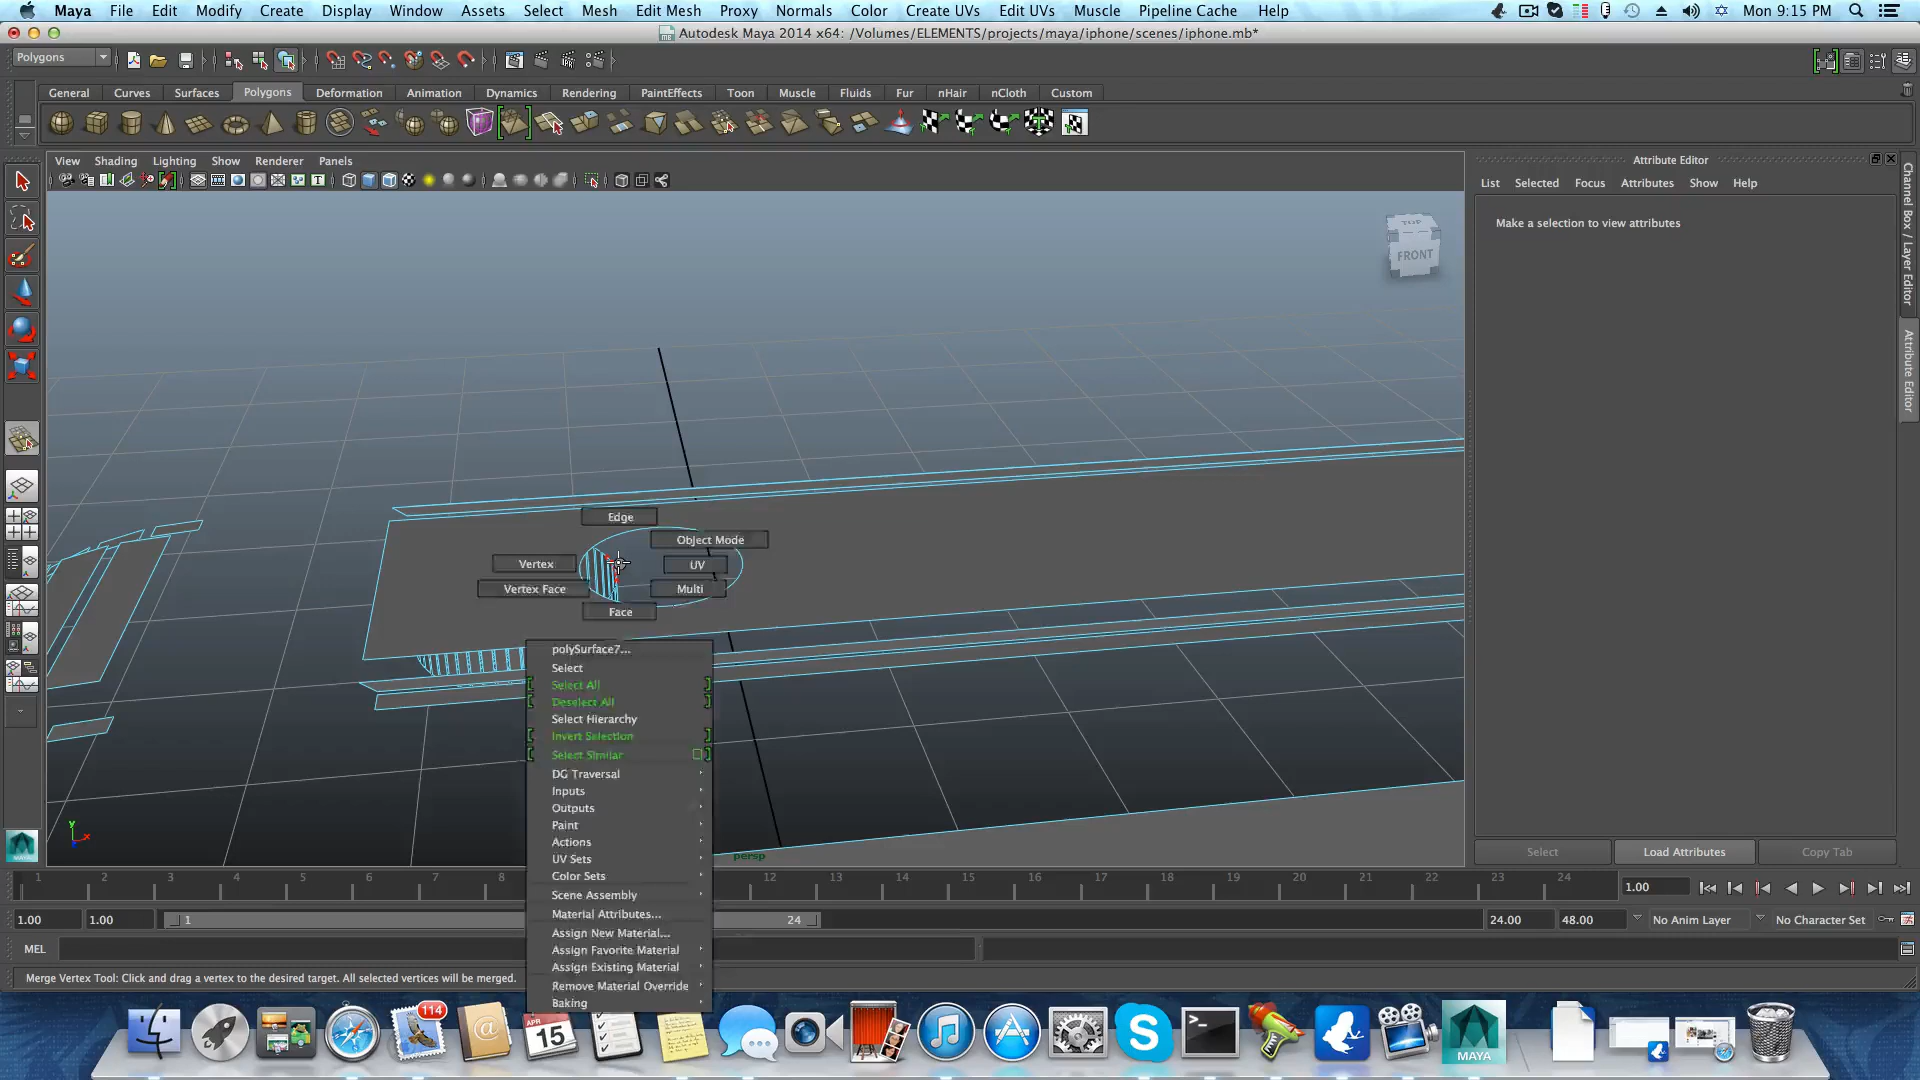 Maya File Edit Modify Create Display Window Assets Select Mesh Edit Mesh Proxy Normals Color Create UVs Edit UVs Muscle Pipeline Cache Help Mon 9:15 PM
Autodesk Maya 2014 x64: /Volumes/ELEMENTS/projects/maya/iphone/scenes/iphone.mb*
Polygons
General Curves Surfaces Polygons Deformation Animation Dynamics Rendering PaintEffects Toon Muscle Fluids Fur nHair nCloth Custom
View Shading Lighting Show Renderer Panels
Attribute Editor
List Selected Focus Attributes Show Help
Make a selection to view attributes
TOP
FRONT
Channel Box / Layer Editor
Attribute Editor
Edge
Object Mode
Vertex
UV
Vertex Face
Multi
Face
polySurface7...
Select
Select All
Deselect All
Select Hierarchy
Invert Selection
Select Similar
DG Traversal
Inputs
Outputs
Paint
Actions
UV Sets
Color Sets
Scene Assembly
Material Attributes...
Assign New Material...
Assign Favorite Material
Assign Existing Material
Remove Material Override
Baking
persp
y
x
Select Load Attributes Copy Tab
1 2 3 4 5 6 7 8 12 13 14 15 16 17 18 19 20 21 22 23 24 1.00
1.00 1.00 1 24 24.00 48.00 No Anim Layer No Character Set
MEL
Merge Vertex Tool: Click and drag a vertex to the desired target. All selected vertices will be merged.
114
APR
15
MAYA